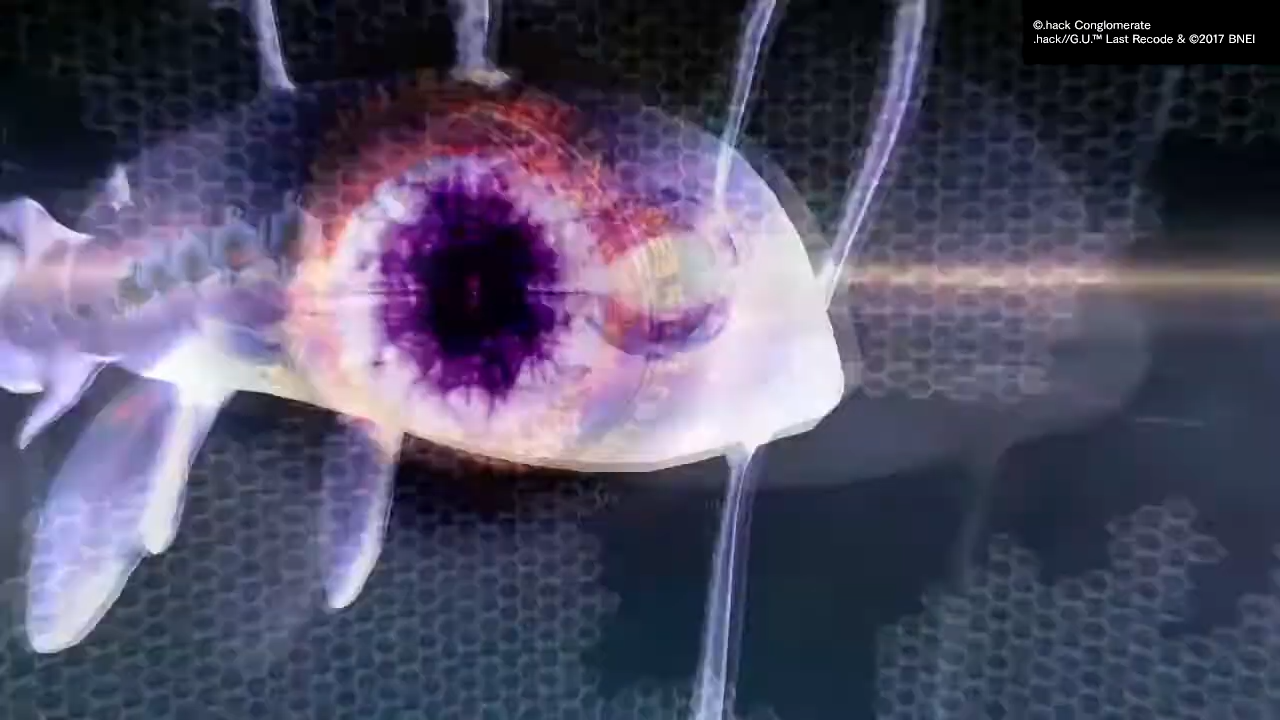 ©.hack Conglomerate
.hack//G.U.™ Last Recode & ©2017 BNEI